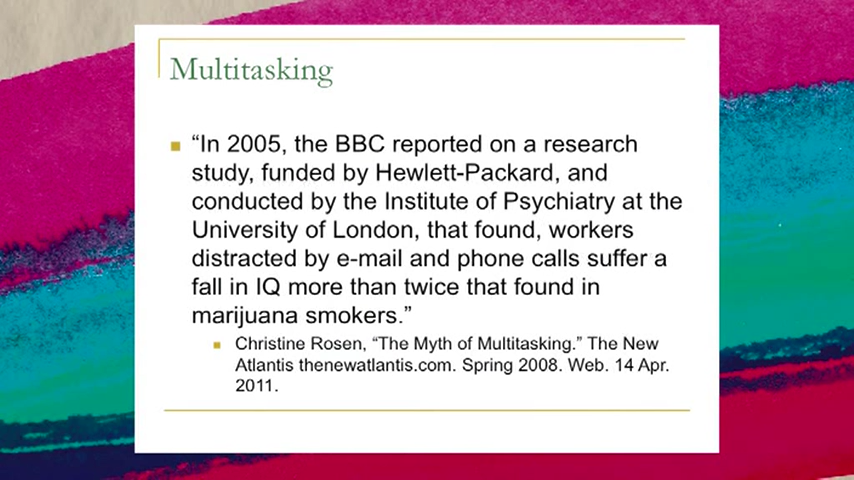 Multitasking
“In 2005, the BBC reported on a research
study, funded by Hewlett-Packard, and
conducted by the Institute of Psychiatry at the
University of London, that found, workers
distracted by e-mail and phone calls suffer a
fall in IQ more than twice that found in
marijuana smokers.”
Christine Rosen, “The Myth of Multitasking.” The New
Atlantis thenewatlantis.com. Spring 2008. Web. 14 Apr.
2011.